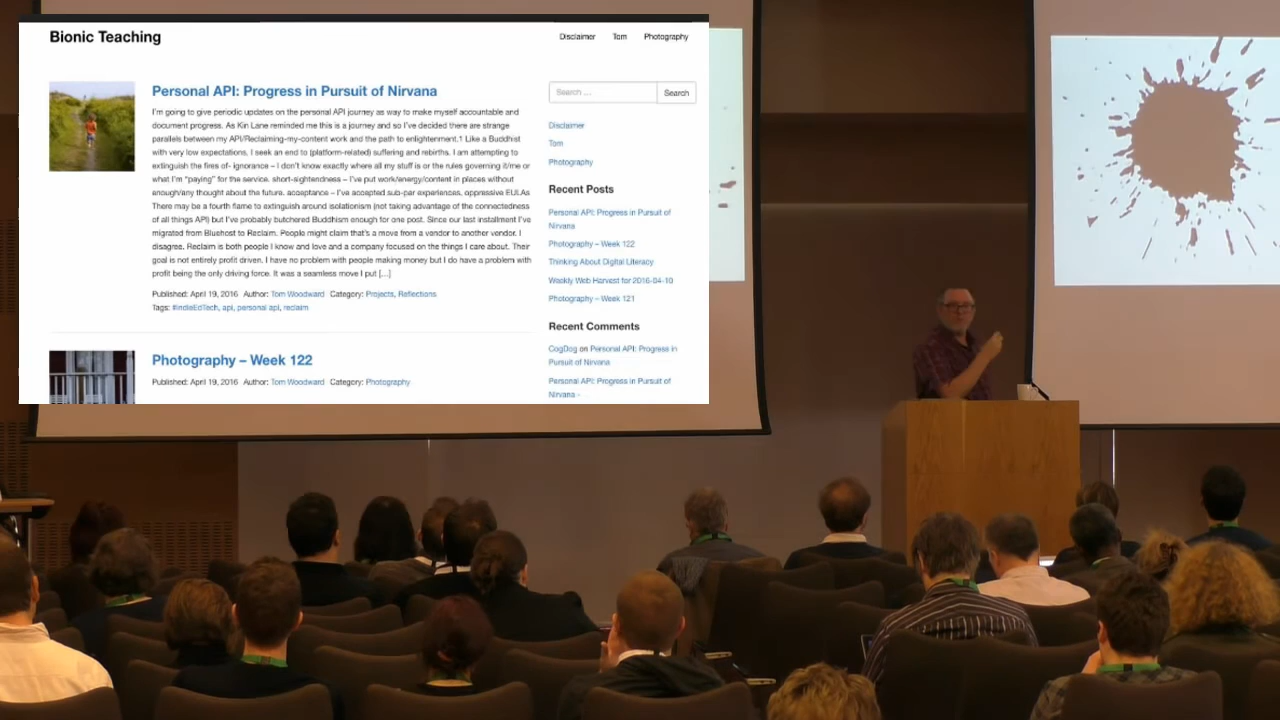 Bionic Teaching
Disclaimer Tom Photography
Personal API: Progress in Pursuit of Nirvana
I'm going to give periodic updates on the personal API journey as way to make myself accountable and
document progress. As Kin Lane reminded me this is a journey and so I've decided there are strange
parallels between my API/Reclaiming-my-content work and the path to enlightenment.1 Like a Buddhist
with very low expectations, I seek an end to (platform-related) suffering and rebirths. I am attempting to
extinguish the fires of- ignorance – I don't know exactly where all my stuff is or the rules governing it/me or
what I'm "paying" for the service. short-sightedness – I've put work/energy/content in places without
enough/any thought about the future. acceptance – I've accepted sub-par experiences, oppressive EULAs
There may be a fourth flame to extinguish around isolationism (not taking advantage of the connectedness
of all things API) but I've probably butchered Buddhism enough for one post. Since our last installment I've
migrated from Bluehost to Reclaim. People might claim that's a move from a vendor to another vendor. I
disagree. Reclaim is both people I know and love and a company focused on the things I care about. Their
goal is not entirely profit driven. I have no problem with people making money but I do have a problem with
profit being the only driving force. It was a seamless move I put [...]
Published: April 19, 2016 Author: Tom Woodward Category: Projects, Reflections
Tags: #IndieEdTech, api, personal api, reclaim
Photography – Week 122
Published: April 19, 2016 Author: Tom Woodward Category: Photography
Search ... Search
Disclaimer
Tom
Photography
Recent Posts
Personal API: Progress in Pursuit of
Nirvana
Photography – Week 122
Thinking About Digital Literacy
Weekly Web Harvest for 2016-04-10
Photography – Week 121
Recent Comments
CogDog on Personal API: Progress in
Pursuit of Nirvana
Personal API: Progress in Pursuit of
Nirvana -